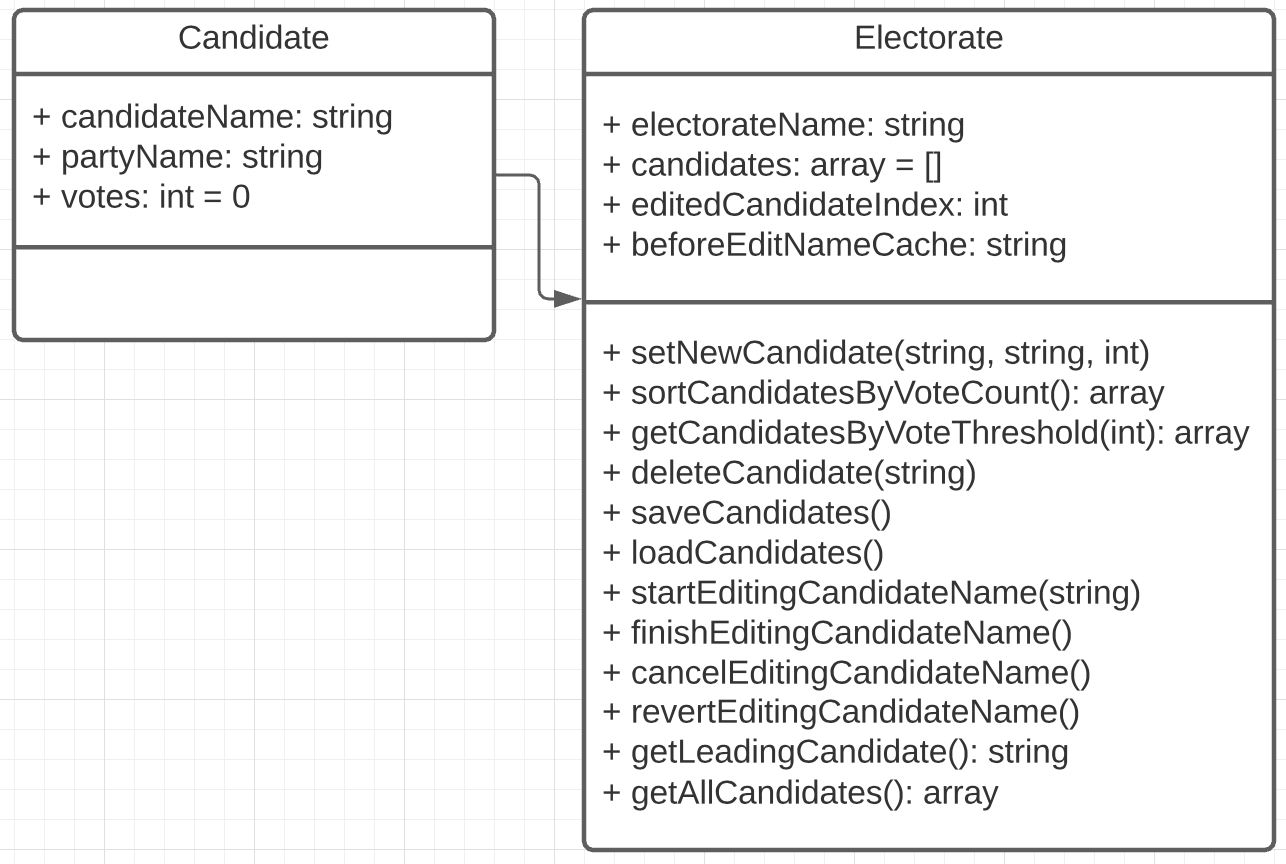 Candidate
+ candidateName: string
+ partyName: string
+ votes: int = 0
Electorate
+ electorateName: string
+ candidates: array = []
+ editedCandidateIndex: int
+ beforeEditNameCache: string
+ setNewCandidate(string, string, int)
+ sortCandidatesByVoteCount(): array
+ getCandidatesByVoteThreshold(int): array
+ deleteCandidate(string)
+ saveCandidates()
+ loadCandidates()
+ startEditingCandidateName(string)
+ finishEditingCandidateName()
+ cancelEditingCandidateName()
+ revertEditingCandidateName()
+ getLeadingCandidate(): string
+ getAllCandidates(): array